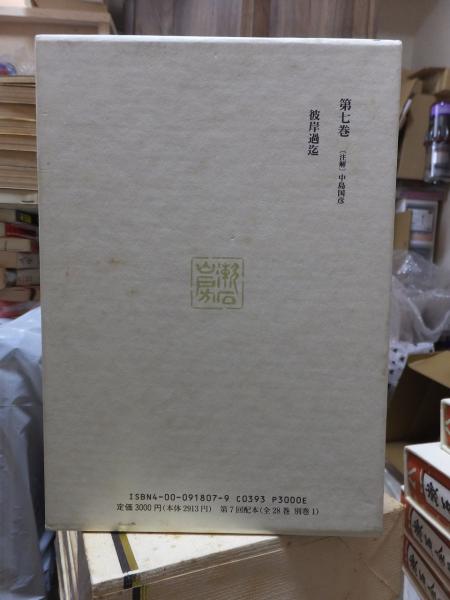 第七巻 〔注解〕中島国彦
彼岸過迄
漱石山房
ISBN4-00-091807-9 C0393 P3000E
定価3000円(本体2913円) 第7回配本(全28巻 別巻1)